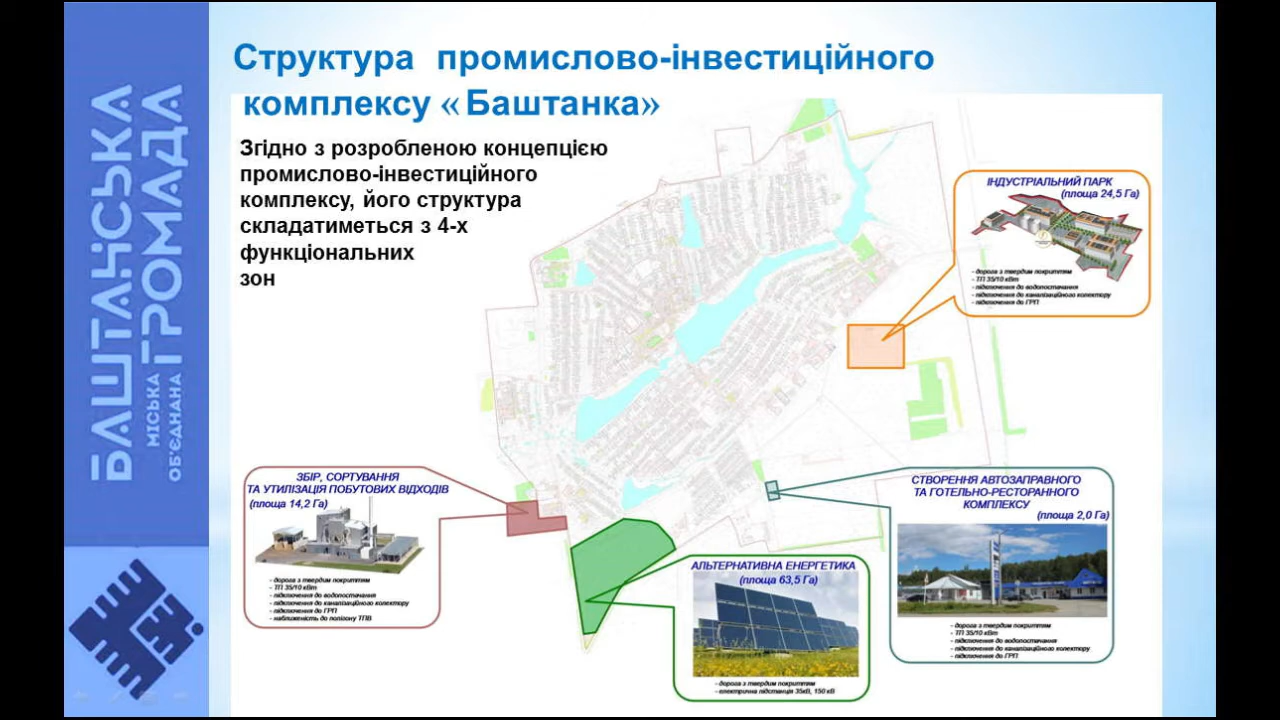 БАШТАНСЬКА
МІСЬКА ОБ'ЄДНАНА
ГРОМАДА
Структура промислово-інвестиційного
комплексу «Баштанка»
Згідно з розробленою концепцією
промислово-інвестиційного
комплексу, його структура
складатиметься з 4-х
функціональних
зон
ІНДУСТРІАЛЬНИЙ ПАРК
(площа 24,5 Га)
- дорога з твердим покриттям
- ТП 35/10 кВт
- підключення до водопостачання
- підключення до каналізаційного колектору
- підключення до ГРП
ЗБІР, СОРТУВАННЯ
ТА УТИЛІЗАЦІЯ ПОБУТОВИХ ВІДХОДІВ
(площа 14,2 Га)
- дорога з твердим покриттям
- ТП 35/10 кВт
- підключення до водопостачання
- підключення до каналізаційного колектору
- підключення до ГРП
- наближеність до полігону ТПВ
АЛЬТЕРНАТИВНА ЕНЕРГЕТИКА
(площа 63,5 Га)
- дорога з твердим покриттям
- електрична підстанція 35кВ, 150 кВ
СТВОРЕННЯ АВТОЗАПРАВНОГО
ТА ГОТЕЛЬНО-РЕСТОРАННОГО
КОМПЛЕКСУ
(площа 2,0 Га)
- дорога з твердим покриттям
- ТП 35/10 кВт
- підключення до водопостачання
- підключення до каналізаційного колектору
- підключення до ГРП